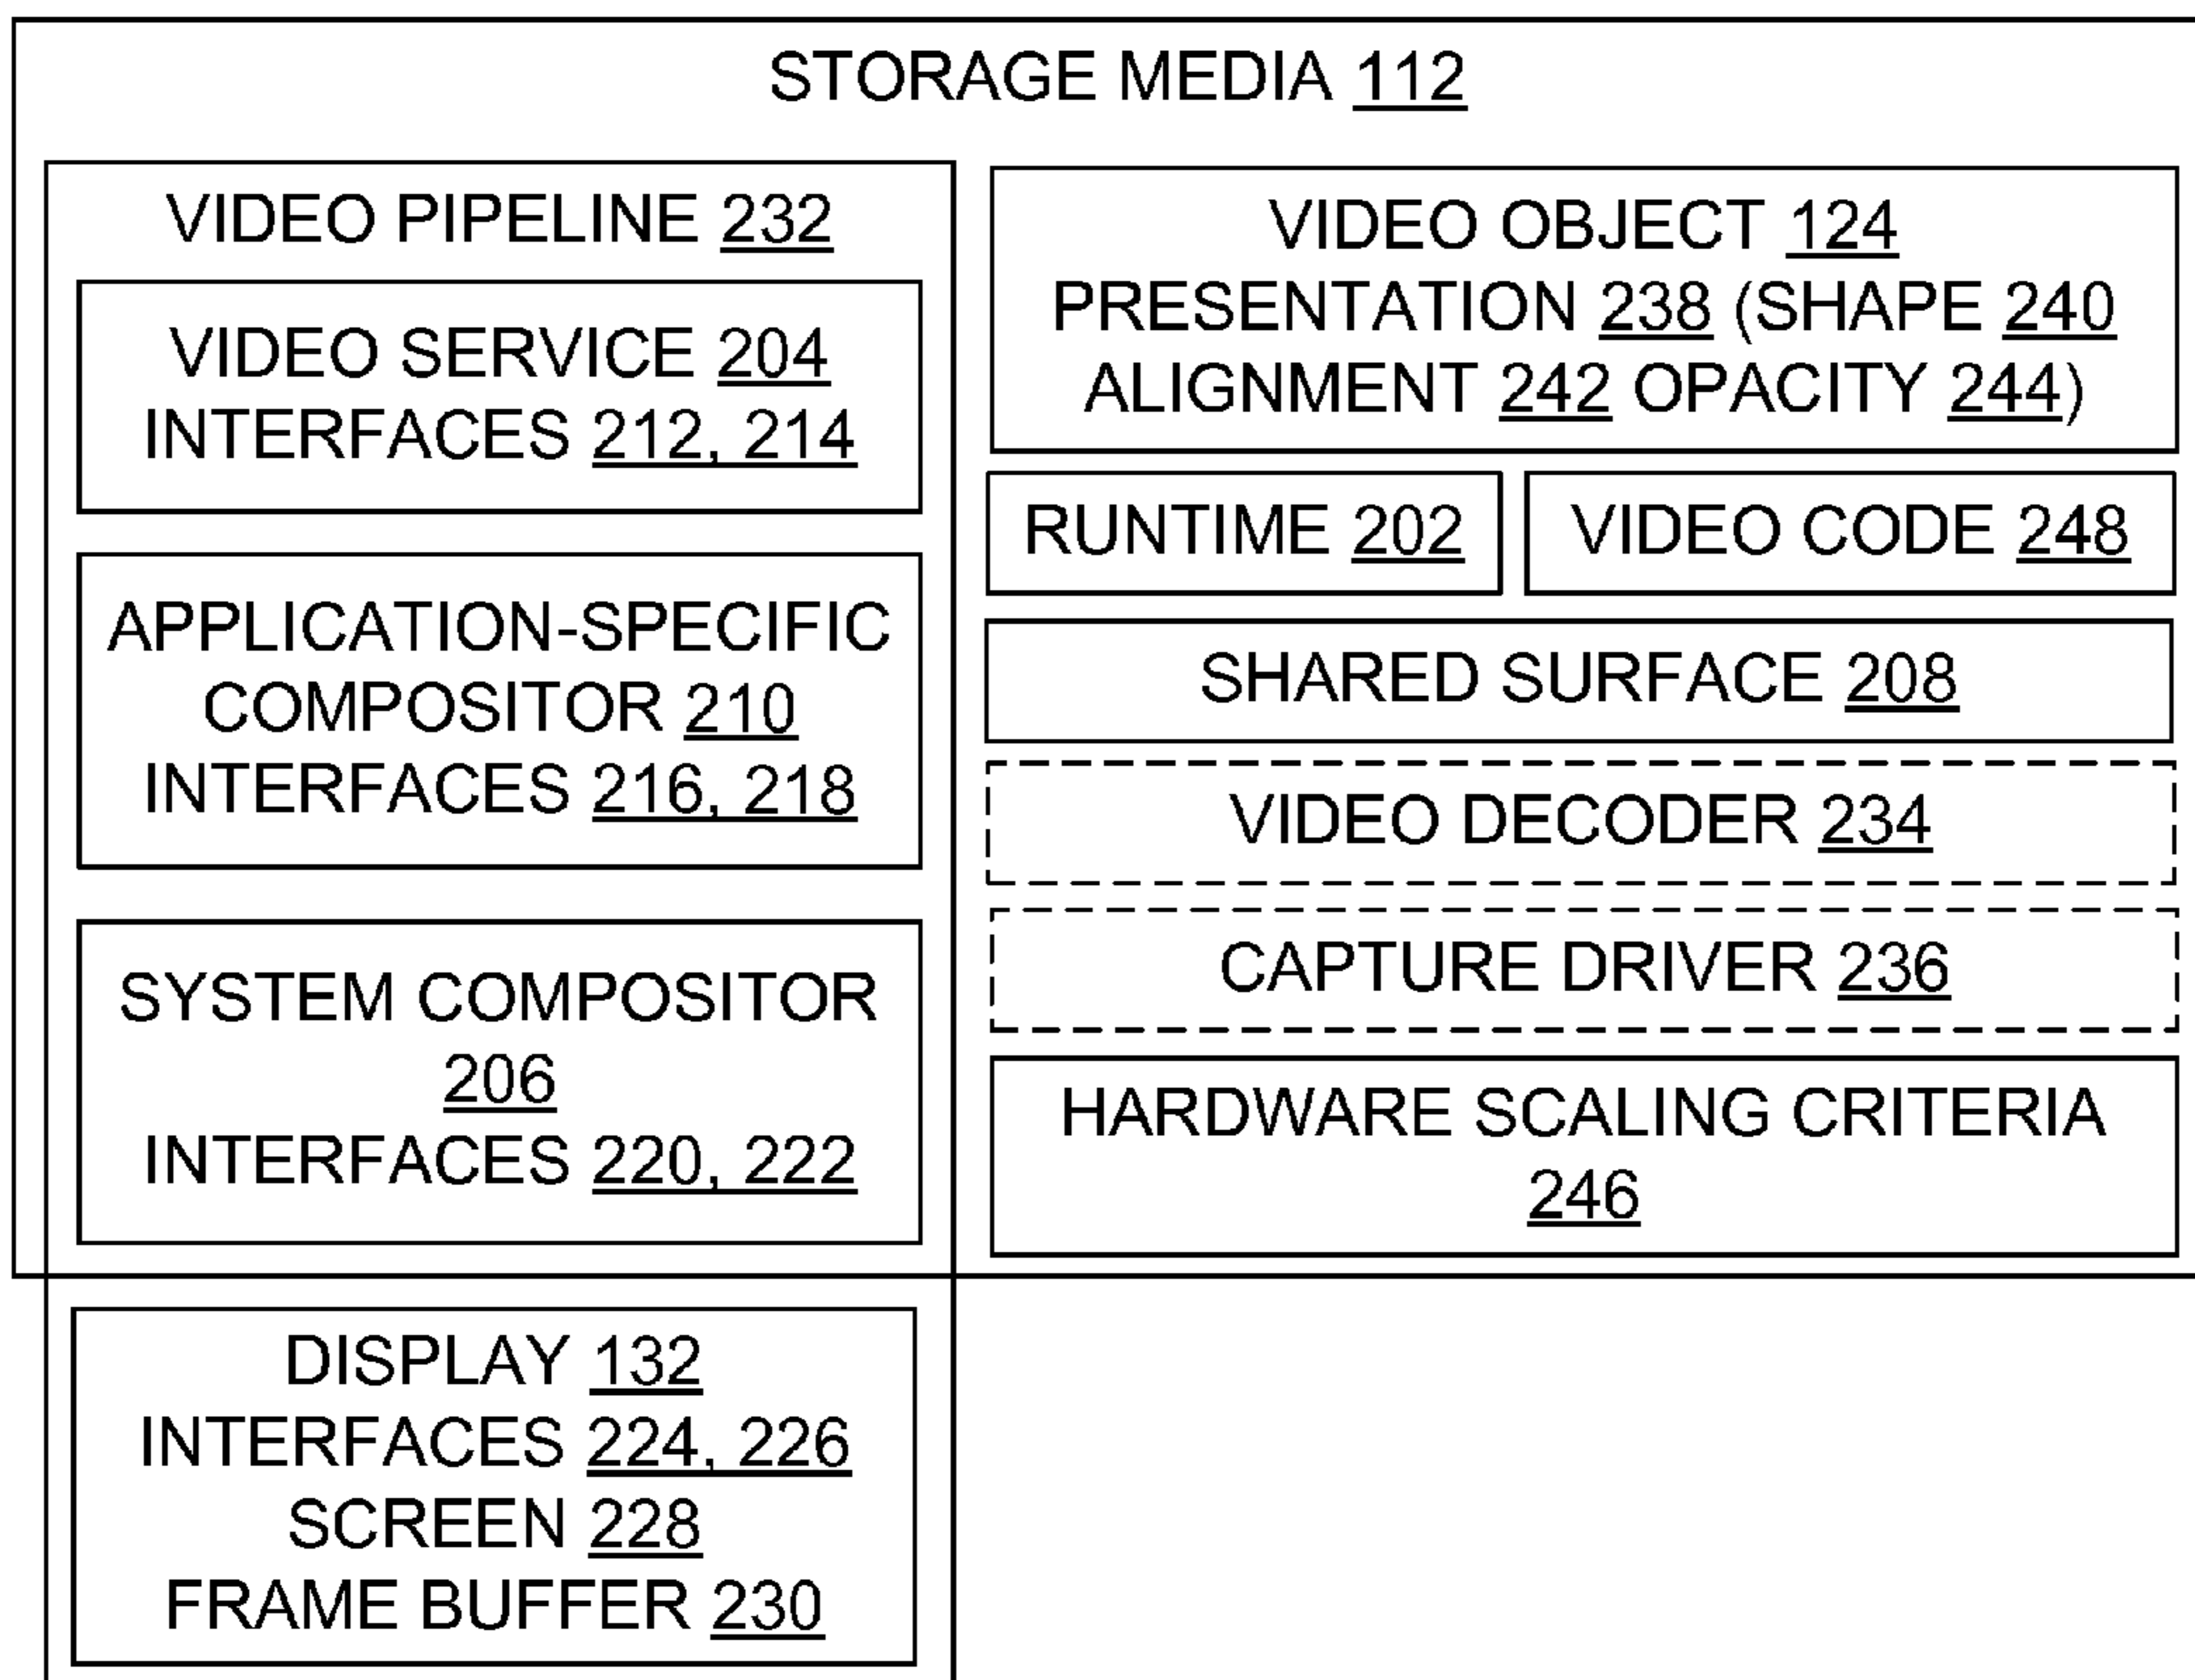 STORAGE MEDIA 112
VIDEO PIPELINE 232
VIDEO SERVICE 204
INTERFACES 212, 214
APPLICATION-SPECIFIC
COMPOSITOR 210
INTERFACES 216, 218
SYSTEM COMPOSITOR
206
INTERFACES 220, 222
DISPLAY 132
INTERFACES 224, 226
SCREEN 228
FRAME BUFFER 230
VIDEO OBJECT 124
PRESENTATION 238 (SHAPE 240
ALIGNMENT 242 OPACITY 244)
RUNTIME 202
VIDEO CODE 248
SHARED SURFACE 208
VIDEO DECODER 234
CAPTURE DRIVER 236
HARDWARE SCALING CRITERIA
246